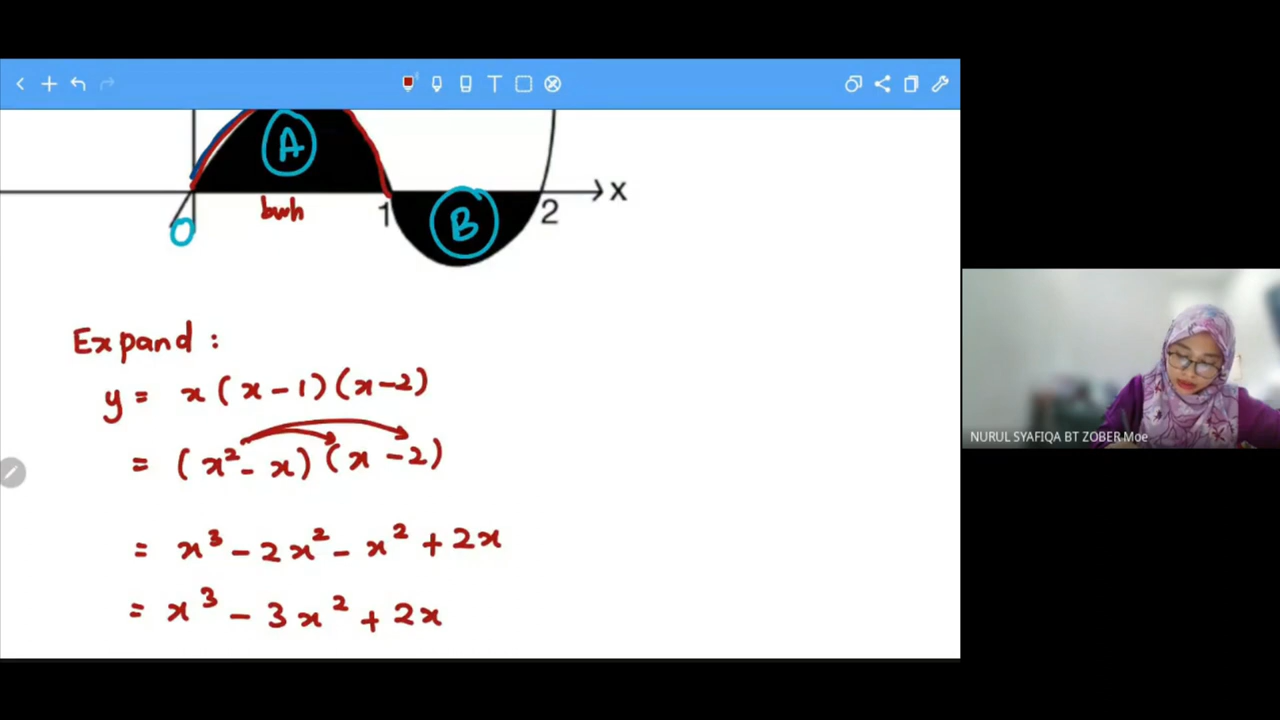 T
A
x
bwh
1
2
O
B
Expand :
y = x ( x - 1 ) ( x - 2 )
= ( x² - x ) ( x - 2 )
= x³ - 2x² - x² + 2x
= x³ - 3x² + 2x
NURUL SYAFIQA BT ZOBER Moe